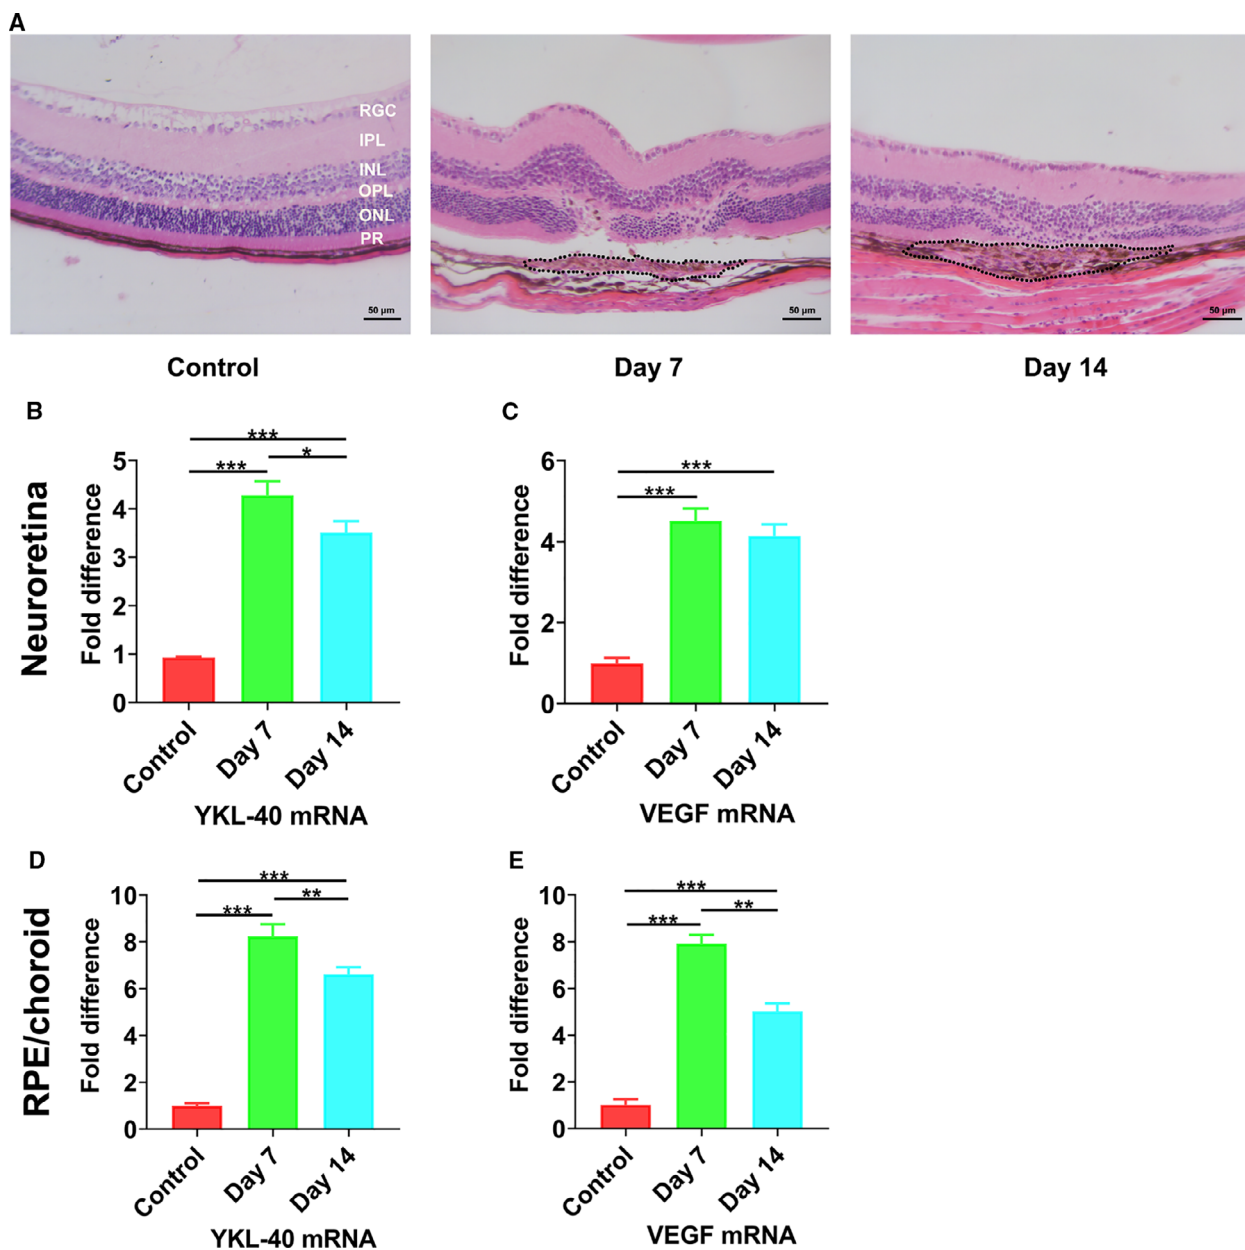 A
RGC
IPL
INL
OPL
ONL
PR
50 µm
50 µm
50 µm
Control
Day 7
Day 14
B
C
Neuroretina
Fold difference
5
4
3
2
1
0
***
***
*
Control
Day 7
Day 14
YKL-40 mRNA
Fold difference
6
4
2
0
***
***
Control
Day 7
Day 14
VEGF mRNA
D
E
RPE/choroid
Fold difference
10
8
6
4
2
0
***
***
**
Control
Day 7
Day 14
YKL-40 mRNA
Fold difference
10
8
6
4
2
0
***
***
**
Control
Day 7
Day 14
VEGF mRNA